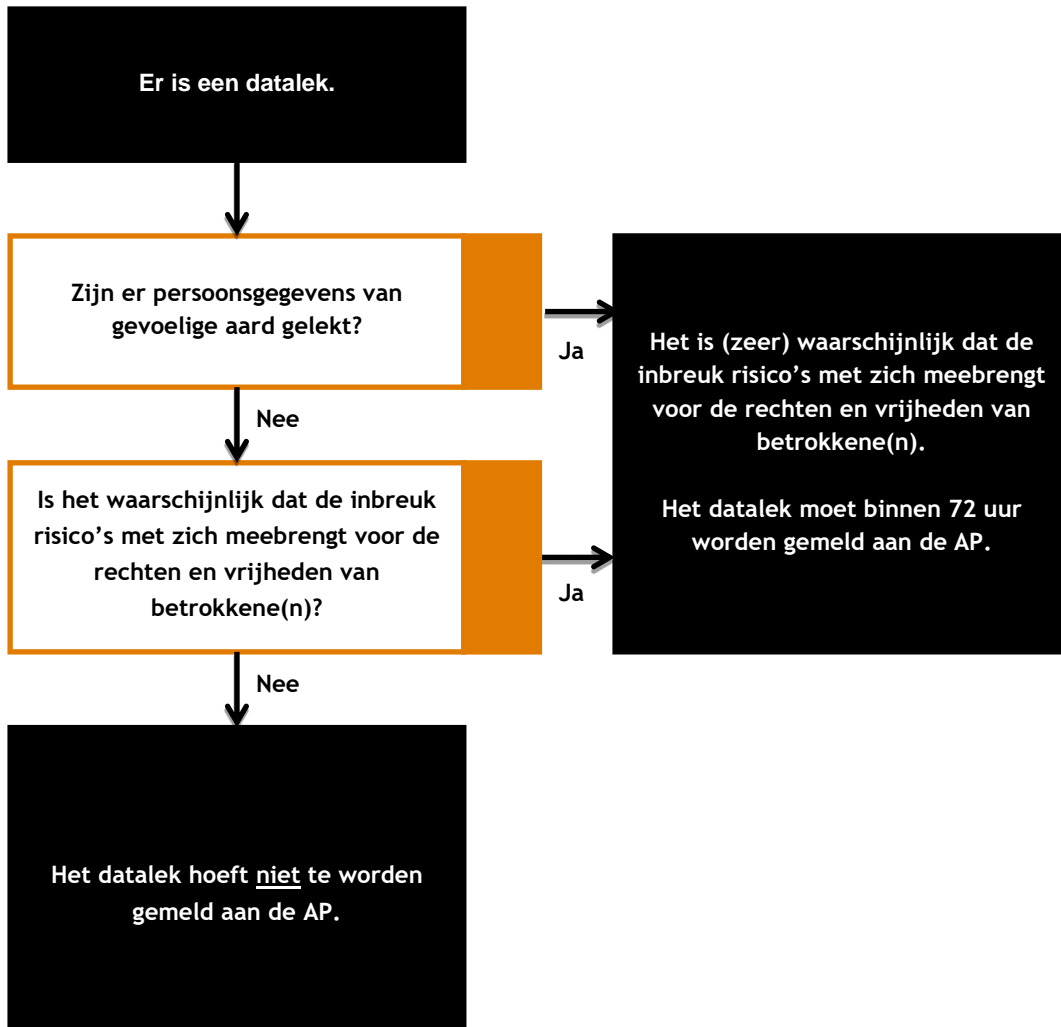 Er is een datalek.
Zijn er persoonsgegevens van
gevoelige aard gelekt?
Ja
Nee
Het is (zeer) waarschijnlijk dat de
inbreuk risico’s met zich meebrengt
voor de rechten en vrijheden van
betrokkene(n).
Het datalek moet binnen 72 uur
worden gemeld aan de AP.
Is het waarschijnlijk dat de inbreuk
risico’s met zich meebrengt voor de
rechten en vrijheden van
betrokkene(n)?
Ja
Nee
Het datalek hoeft niet te worden
gemeld aan de AP.